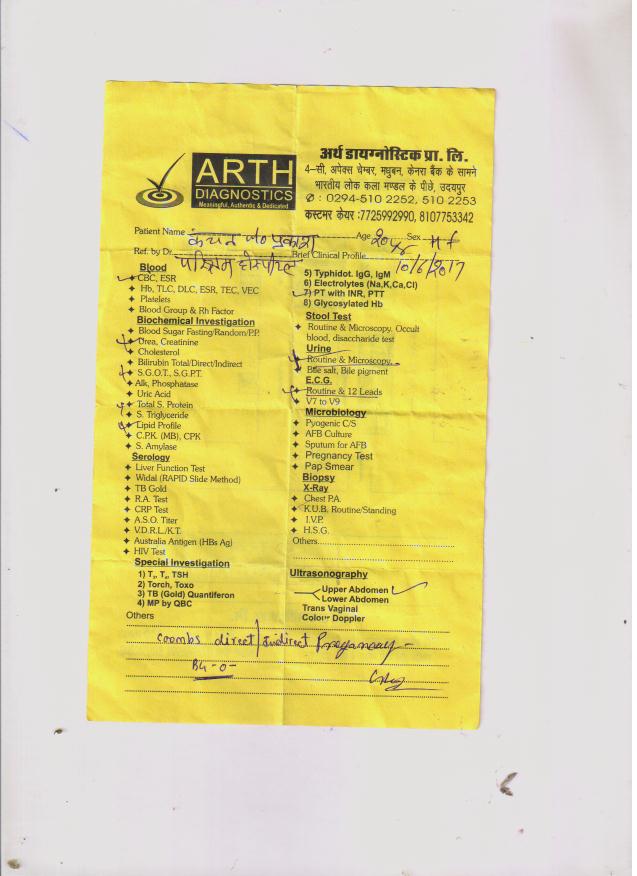 ARTH
DIAGNOSTICS
Meaningful, Authentic & Dedicated
अर्थ डायग्नोस्टिक प्रा. लि.
4-सी, अपेक्स चेम्बर, मधुबन, केनरा बैंक के सामने
भारतीय लोक कला मण्डल के पीछे, उदयपुर
✆ : 0294-510 2252, 510 2253
कस्टमर केयर :7725992990, 8107753342
Patient Name कंचन w/o प्रकाश Age 20 Sex
Ref. by Dr. Brief Clinical Profile 10/6/2017
Blood
CBC, ESR
Hb, TLC, DLC, ESR, TEC, VEC
Platelets
Blood Group & Rh Factor
Biochemical Investigation
Blood Sugar Fasting/Random/P.P.
Urea, Creatinine
Cholesterol
Bilirubin Total/Direct/Indirect
S.G.O.T., S.G.P.T.
Alk, Phosphatase
Uric Acid
Total S. Protein
S. Triglyceride
Lipid Profile
C.P.K. (MB), CPK
S. Amylase
Serology
Liver Function Test
Widal (RAPID Slide Method)
TB Gold
R.A. Test
CRP Test
A.S.O. Titer
V.D.R.L./K.T.
Australia Antigen (HBs Ag)
HIV Test
Special Investigation
1) T₃, T₄, TSH
2) Torch, Toxo
3) TB (Gold) Quantiferon
4) MP by QBC
5) Typhidot. IgG, IgM
6) Electrolytes (Na,K,Ca,Cl)
7) PT with INR, PTT
8) Glycosylated Hb
Stool Test
Routine & Microscopy, Occult
blood, disaccharide test
Urine
Routine & Microscopy.
Bile salt, Bile pigment
E.C.G.
Routine & 12 Leads
V7 to V9
Microbiology
Pyogenic C/S
AFB Culture
Sputum for AFB
Pregnancy Test
Pap Smear
Biopsy
X-Ray
Chest P.A.
K.U.B. Routine/Standing
I.V.P.
H.S.G.
Others
Ultrasonography
Upper Abdomen
Lower Abdomen
Trans Vaginal
Colour Doppler
Others
Coombs direct/Indirect Pregnancy
BG -O-